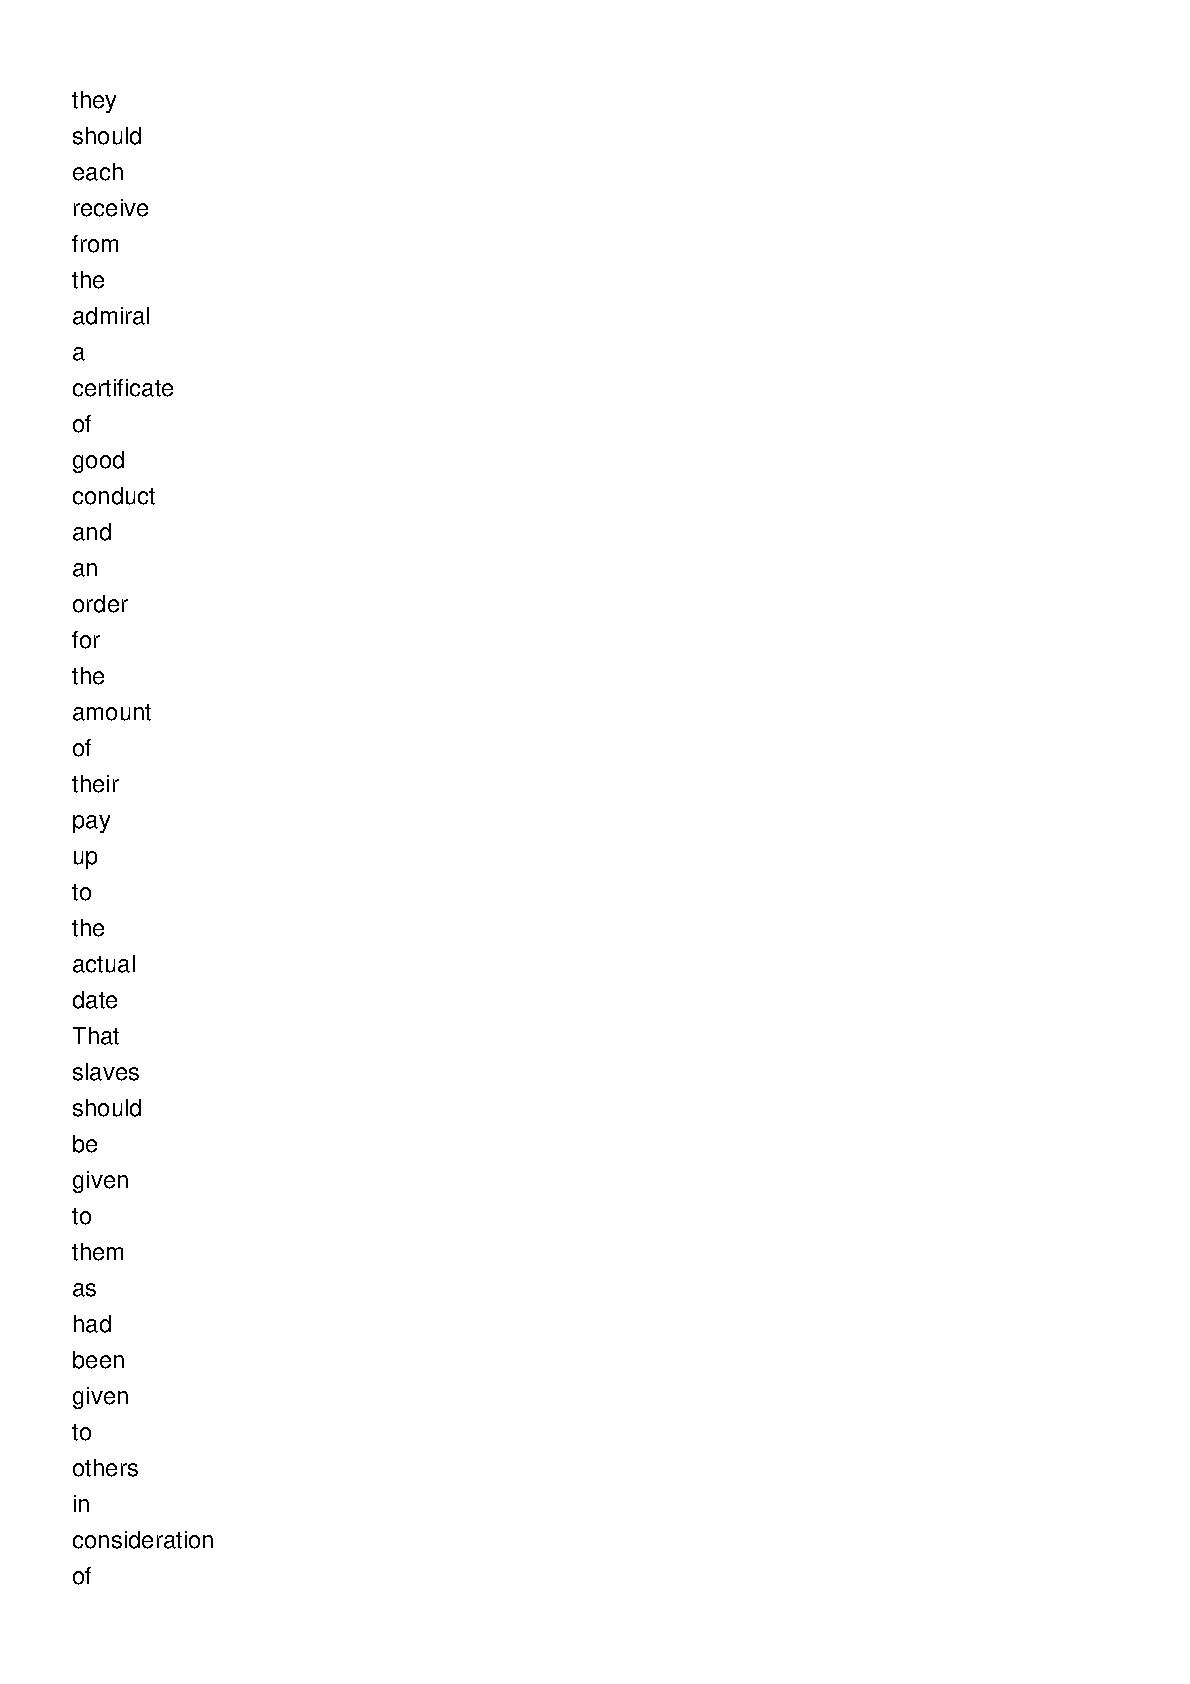 they
should
each
receive
from
the
admiral
a
certificate
of
good
conduct
and
an
order
for
the
amount
of
their
pay
up
to
the
actual
date
That
slaves
should
be
given
to
them
as
had
been
given
to
others
in
consideration
of